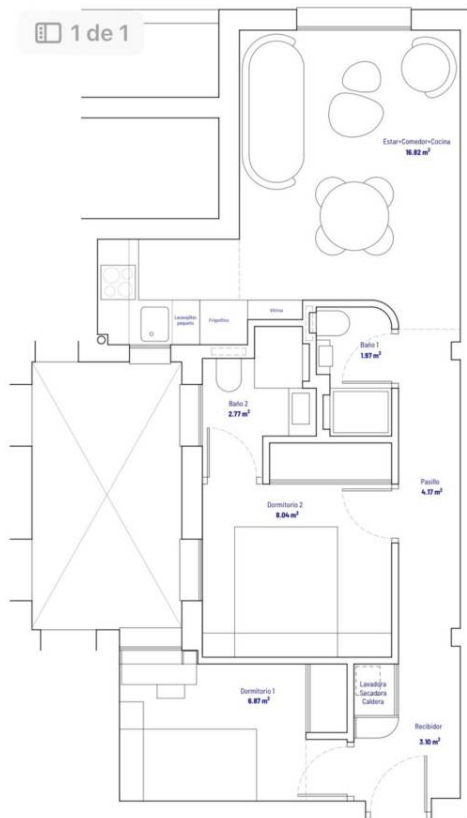 1 de 1
Estar+Comedor+Cocina
16.82 m²
Lavavajillas
pequeño
Frigorífico
Vitrina
Baño 1
1.97 m²
Baño 2
2.77 m²
Pasillo
4.17 m²
Dormitorio 2
8.04 m²
Lavadora
Secadora
Caldera
Dormitorio 1
6.87 m²
Recibidor
3.10 m²